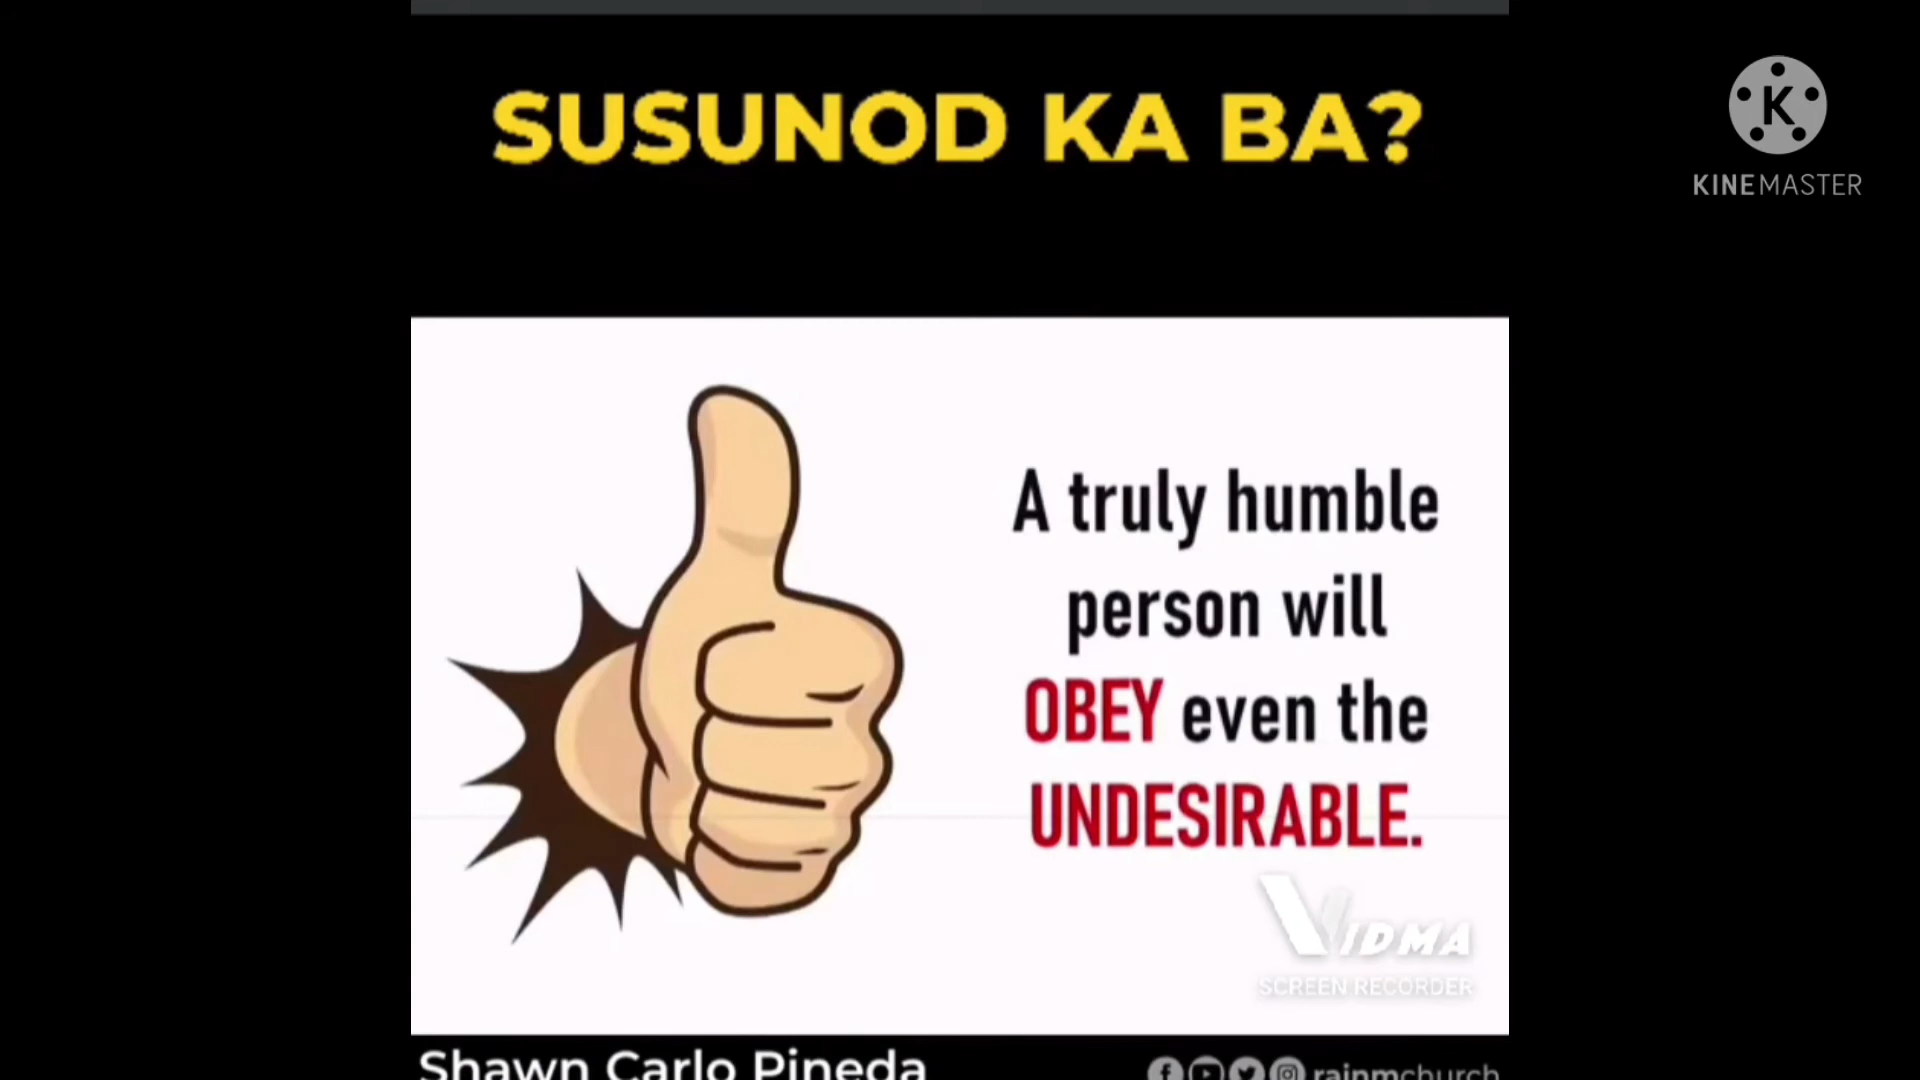 SUSUNOD KA BA?
K
KINEMASTER
A truly humble
person will
OBEY even the
UNDESIRABLE.
VIDMA
SCREEN RECORDER
Shawn Carlo Pineda
rainmchurch